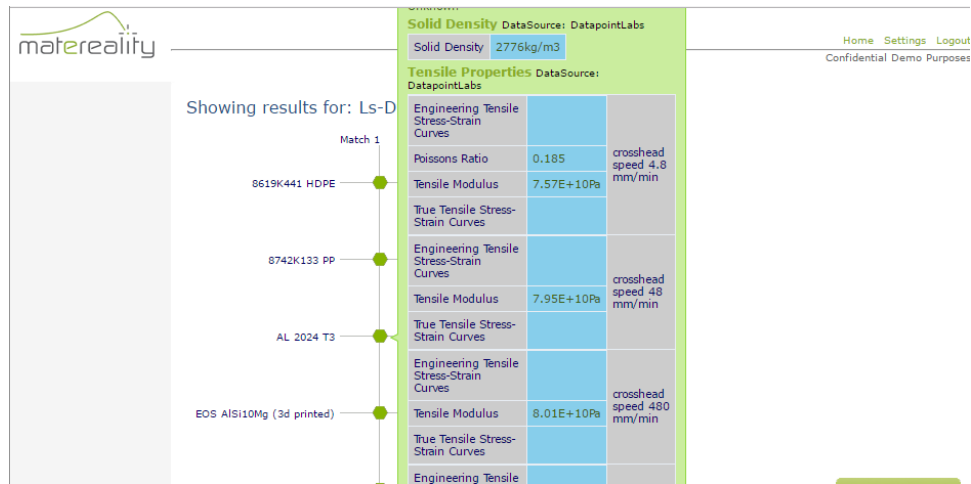 matereality
Home Settings Logout
Confidential Demo Purposes
Showing results for: Ls-D
Match 1
8619K441 HDPE
8742K133 PP
AL 2024 T3
EOS AlSi10Mg (3d printed)
Unknown
Solid Density DataSource: DatapointLabs
Solid Density 2776kg/m3
Tensile Properties DataSource:
DatapointLabs
Engineering Tensile
Stress-Strain
Curves
Poissons Ratio 0.185
Tensile Modulus 7.57E+10Pa
True Tensile Stress-
Strain Curves
crosshead
speed 4.8
mm/min
Engineering Tensile
Stress-Strain
Curves
Tensile Modulus 7.95E+10Pa
True Tensile Stress-
Strain Curves
crosshead
speed 48
mm/min
Engineering Tensile
Stress-Strain
Curves
Tensile Modulus 8.01E+10Pa
True Tensile Stress-
Strain Curves
crosshead
speed 480
mm/min
Engineering Tensile